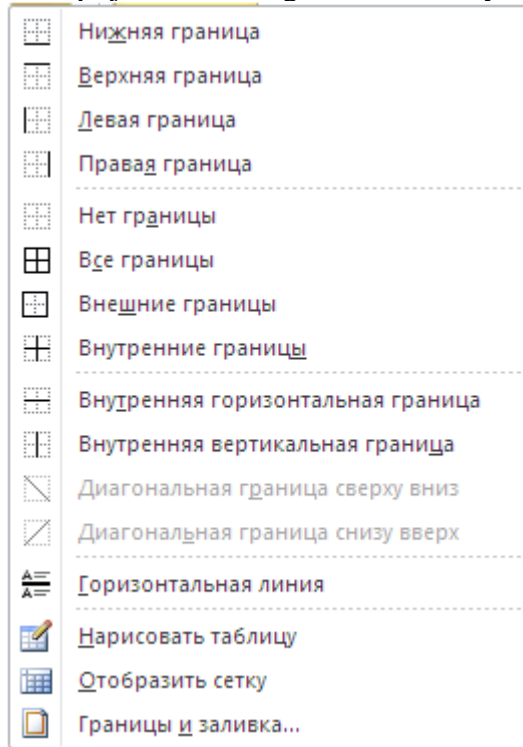 Нижняя граница
Верхняя граница
Левая граница
Правая граница
Нет границы
Все границы
Внешние границы
Внутренние границы
Внутренняя горизонтальная граница
Внутренняя вертикальная граница
Диагональная граница сверху вниз
Диагональная граница снизу вверх
Горизонтальная линия
Нарисовать таблицу
Отобразить сетку
Границы и заливка...